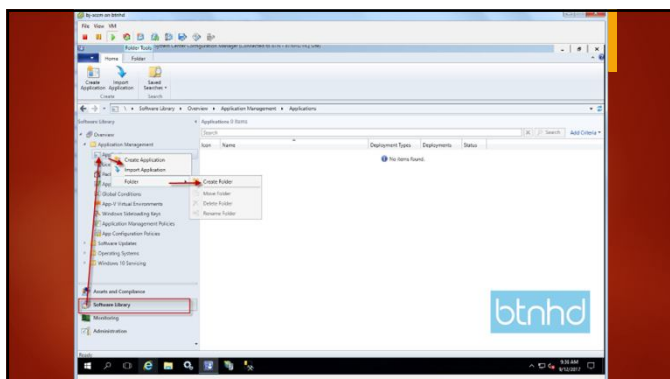 File View VM
Folder Tools
Home Folder
Create Application
Import Application
Saved Searches
Create
Search
\ Software Library Overview Application Management Applications
Software Library
Applications 0 items
Search
Search Add Criteria
Overview
Application Management
Icon Name Deployment Types Deployments Status
No items found.
Create Application
Import Application
Folder
Create Folder
Move Folder
Delete Folder
Rename Folder
Global Conditions
App-V Virtual Environments
Windows Sideloading Keys
Application Management Policies
App Configuration Policies
Software Updates
Operating Systems
Windows 10 Servicing
Assets and Compliance
Software Library
Monitoring
Administration
btnhd
Ready
9:36 AM
9/12/2017